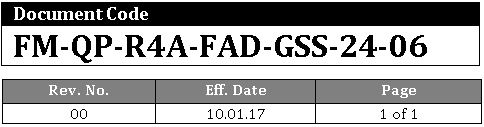 Document Code
FM-QP-R4A-FAD-GSS-24-06
Rev. No. Eff. Date Page
00 10.01.17 1 of 1